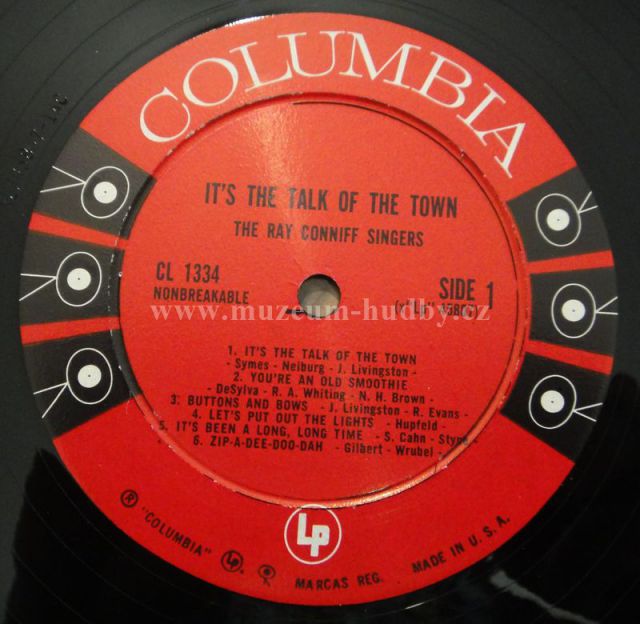 COLUMBIA
IT'S THE TALK OF THE TOWN
THE RAY CONNIFF SINGERS
CL 1334
NONBREAKABLE
SIDE 1
www.muzeum-hudby.cz
1. IT'S THE TALK OF THE TOWN
- Symes - Neiburg - J. Livingston -
2. YOU'RE AN OLD SMOOTHIE
- DeSylva - R. A. Whiting - N. H. Brown -
3. BUTTONS AND BOWS - J. Livingston - R. Evans -
4. LET'S PUT OUT THE LIGHTS - Hupfeld -
5. IT'S BEEN A LONG, LONG TIME - S. Cahn - Styne -
6. ZIP-A-DEE-DOO-DAH - Gilbert - Wrubel -
LP
® "COLUMBIA" LP ® MARCAS REG. MADE IN U. S. A.